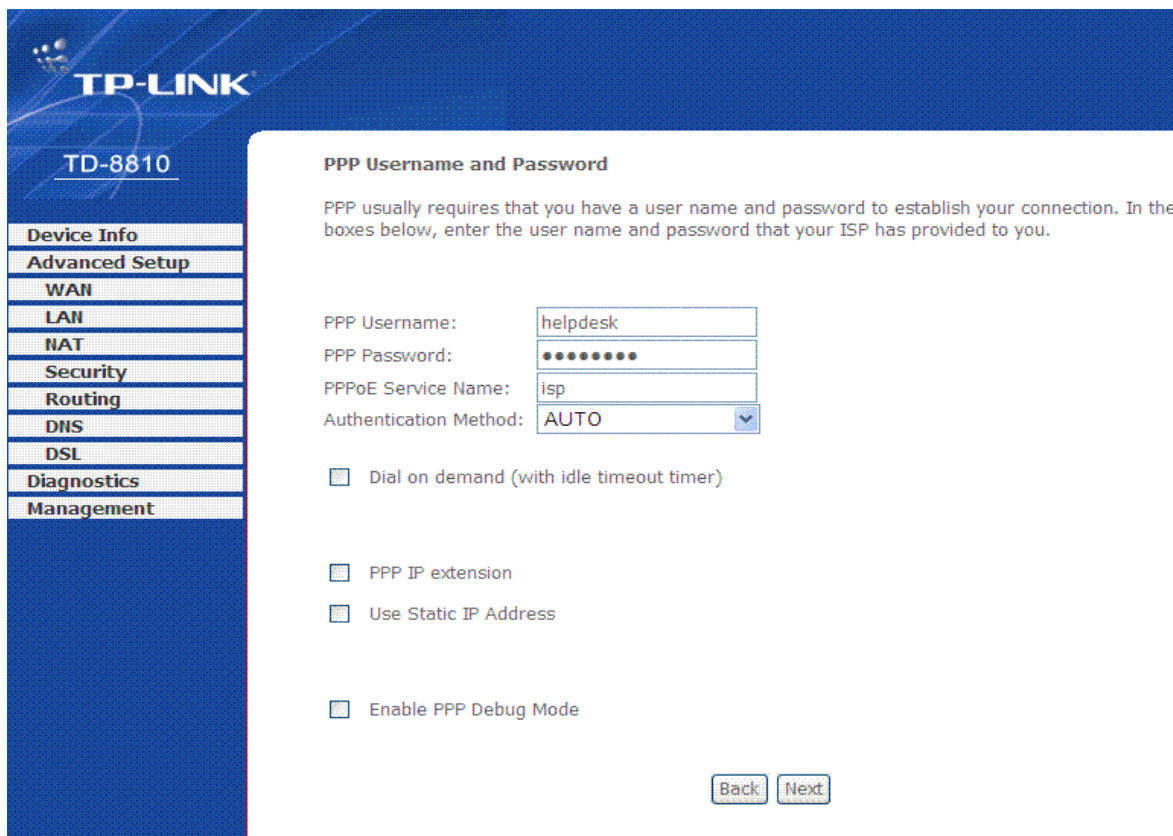 TP-LINK
TD-8810
Device Info
Advanced Setup
WAN
LAN
NAT
Security
Routing
DNS
DSL
Diagnostics
Management
PPP Username and Password
PPP usually requires that you have a user name and password to establish your connection. In the
boxes below, enter the user name and password that your ISP has provided to you.
PPP Username: helpdesk
PPP Password: ●●●●●●●●
PPPoE Service Name: isp
Authentication Method: AUTO
Dial on demand (with idle timeout timer)
PPP IP extension
Use Static IP Address
Enable PPP Debug Mode
Back Next